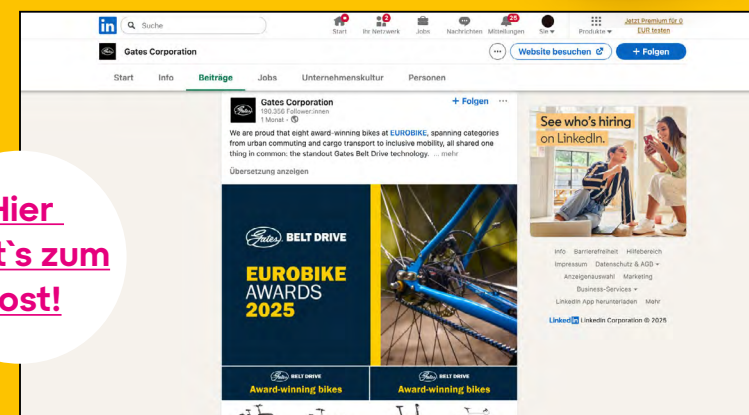 in
Suche
Start
2
Ihr Netzwerk
Jobs
Nachrichten
25
Mitteilungen
Sie
Produkte
Jetzt Premium für 0
EUR testen
Gates Corporation
Website besuchen
+ Folgen
Start
Info
Beiträge
Jobs
Unternehmenskultur
Personen
Gates Corporation
190.356 Follower:innen
1 Monat
+ Folgen
We are proud that eight award-winning bikes at EUROBIKE, spanning categories
from urban commuting and cargo transport to inclusive mobility, all shared one
thing in common: the standout Gates Belt Drive technology. ... mehr
Übersetzung anzeigen
Gates. BELT DRIVE
EUROBIKE
AWARDS
2025
Gates BELT DRIVE
Award-winning bikes
Gates BELT DRIVE
Award-winning bikes
See who's hiring
on LinkedIn.
Info Barrierefreiheit Hilfebereich
Impressum Datenschutz & AGB
Anzeigenauswahl Marketing
Business-Services
LinkedIn App herunterladen Mehr
LinkedIn LinkedIn Corporation © 2025
Hier
t`s zum
ost!